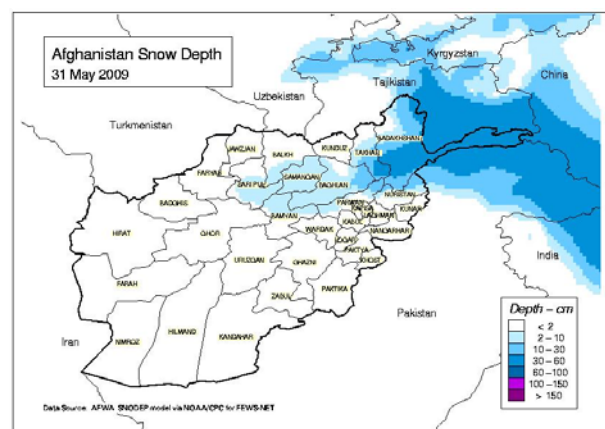 Afghanistan Snow Depth
31 May 2009
Kyrgyzstan
China
Tajikistan
Uzbekistan
Turkmenistan
BADAKHSHAN
JAWZJAN
BALKH
KUNDUZ
TAKHAR
FARYAB
SARI PUL
SAMANGAN
BAGHLAN
BADGHIS
NURISTAN
BAMYAN
PARWAN
KAPISA
KUNAR
LAGHMAN
KABUL
NANGARHAR
HIRAT
GHOR
WARDAK
LOGAR
PAKTYA
KHOST
URUZGAN
GHAZNI
India
FARAH
ZABUL
PAKTIKA
Pakistan
Iran
NIMROZ
HILMAND
KANDAHAR
Depth – cm
< 2
2 – 10
10 – 30
30 – 60
60 – 100
100 – 150
> 150
Data Source: AFWA SNODEP model via NOAA/CPC for FEWS-NET